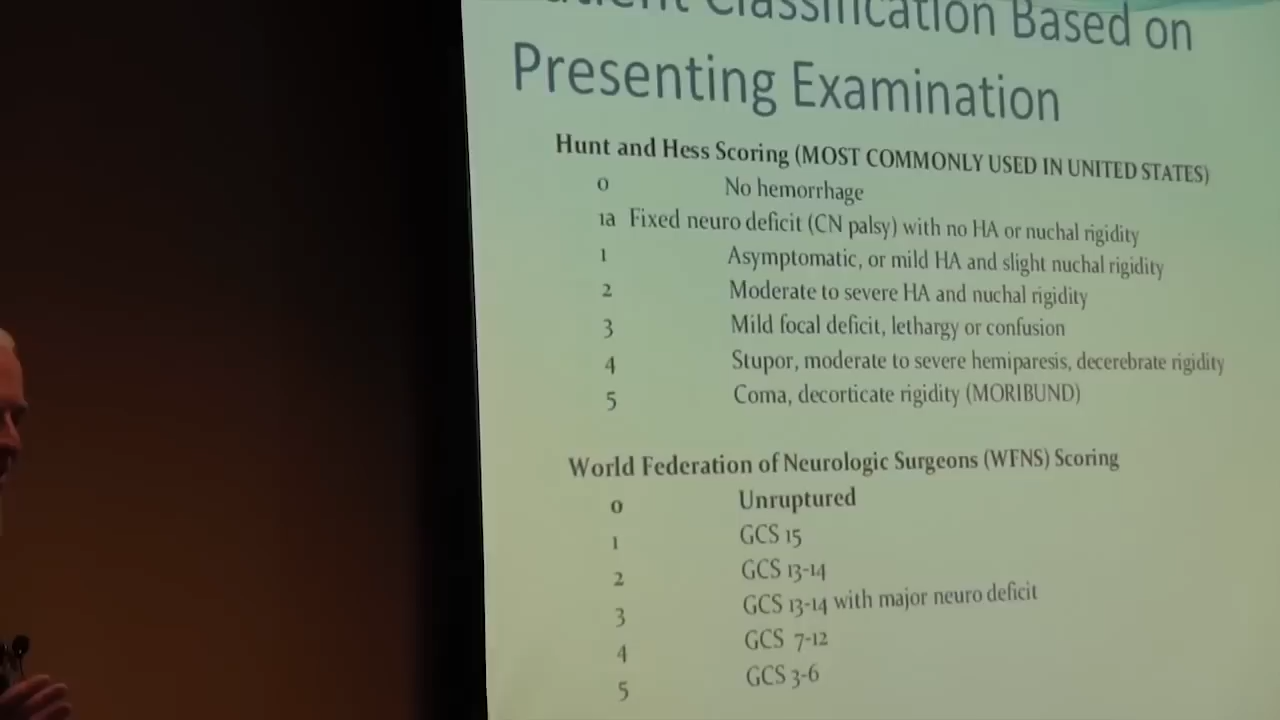 Classification Based on
Presenting Examination
Hunt and Hess Scoring (MOST COMMONLY USED IN UNITED STATES)
0 No hemorrhage
1a Fixed neuro deficit (CN palsy) with no HA or nuchal rigidity
1 Asymptomatic, or mild HA and slight nuchal rigidity
2 Moderate to severe HA and nuchal rigidity
3 Mild focal deficit, lethargy or confusion
4 Stupor, moderate to severe hemiparesis, decerebrate rigidity
5 Coma, decorticate rigidity (MORIBUND)
World Federation of Neurologic Surgeons (WFNS) Scoring
0 Unruptured
1 GCS 15
2 GCS 13-14
3 GCS 13-14 with major neuro deficit
4 GCS 7-12
5 GCS 3-6